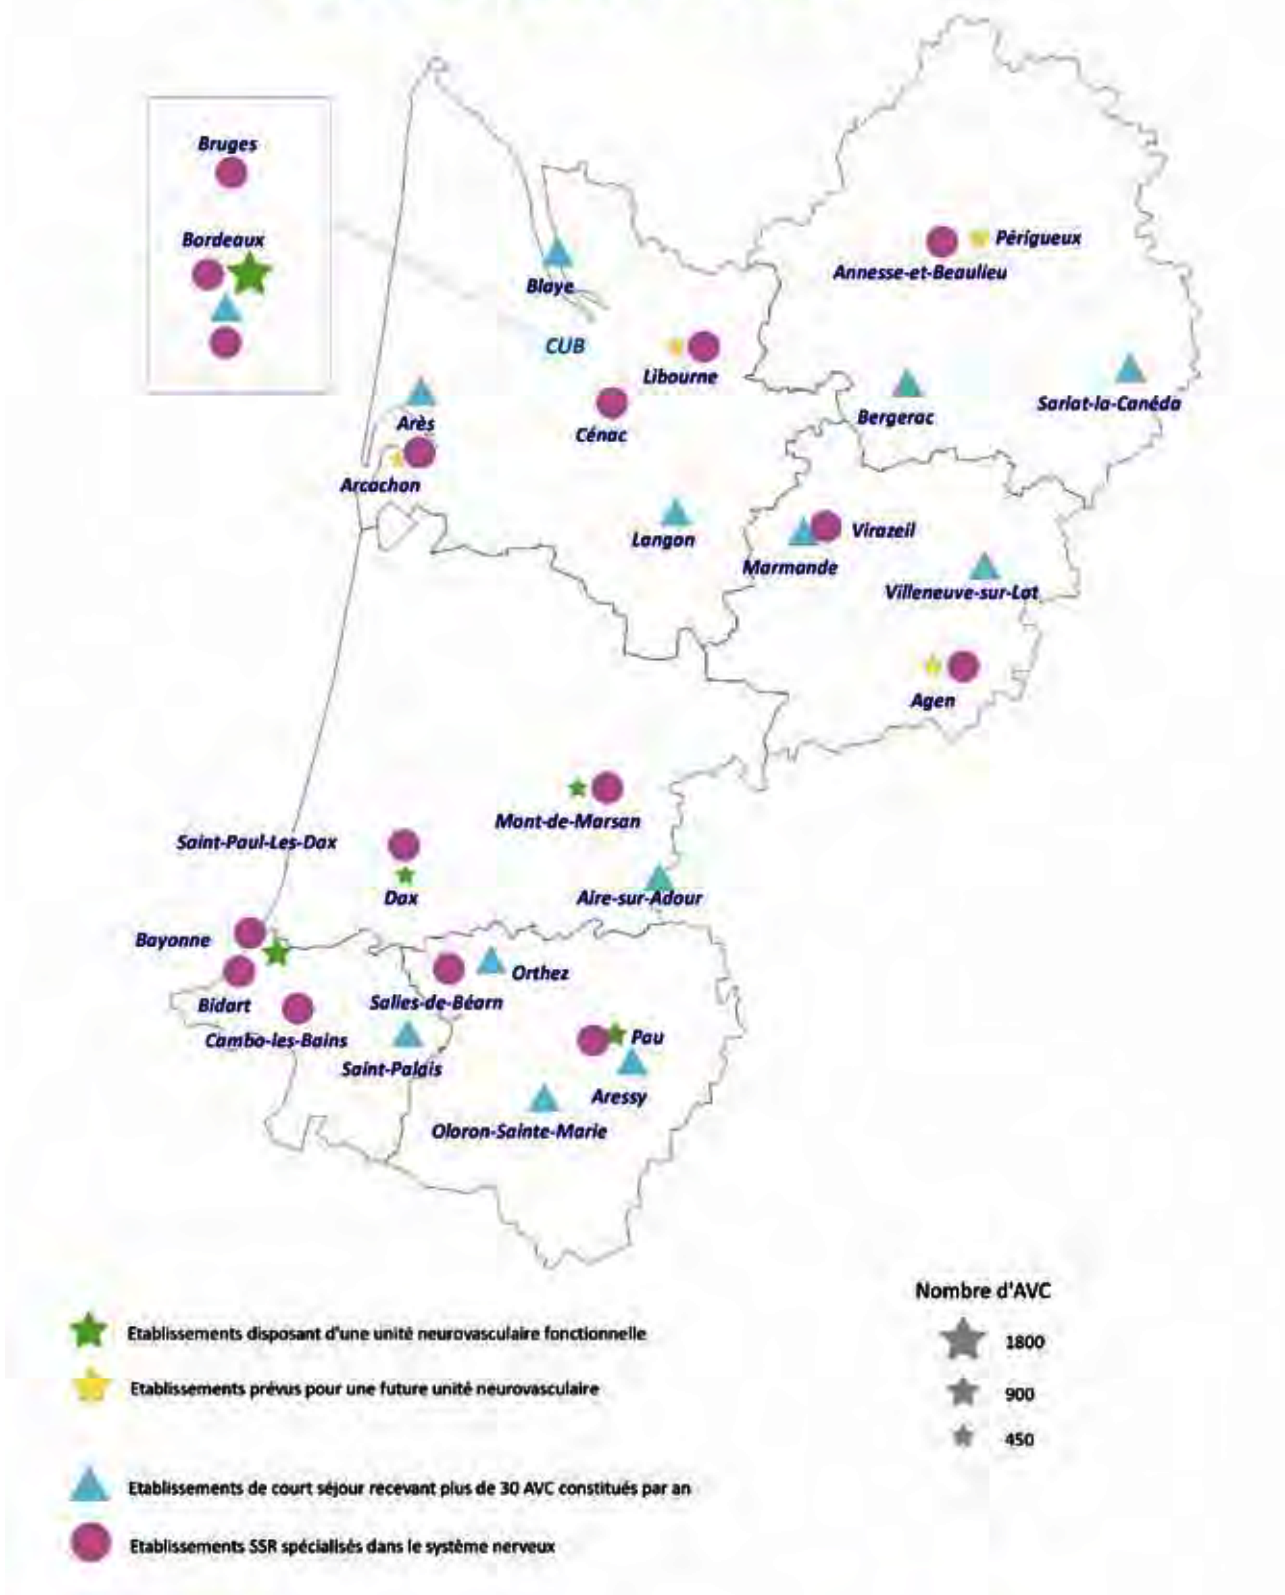 Bruges
Bordeaux
Blaye
CUB
Libourne
Périgueux
Annesse-et-Beaulieu
Arès
Cénac
Bergerac
Sarlat-la-Canéda
Arcachon
Langon
Virazeil
Marmande
Villeneuve-sur-Lot
Agen
Mont-de-Marsan
Saint-Paul-Les-Dax
Dax
Aire-sur-Adour
Bayonne
Orthez
Bidart
Salies-de-Béarn
Cambo-les-Bains
Pau
Saint-Palais
Aressy
Oloron-Sainte-Marie
Nombre d'AVC
1800
900
450
Etablissements disposant d'une unité neurovasculaire fonctionnelle
Etablissements prévus pour une future unité neurovasculaire
Etablissements de court séjour recevant plus de 30 AVC constitués par an
Etablissements SSR spécialisés dans le système nerveux